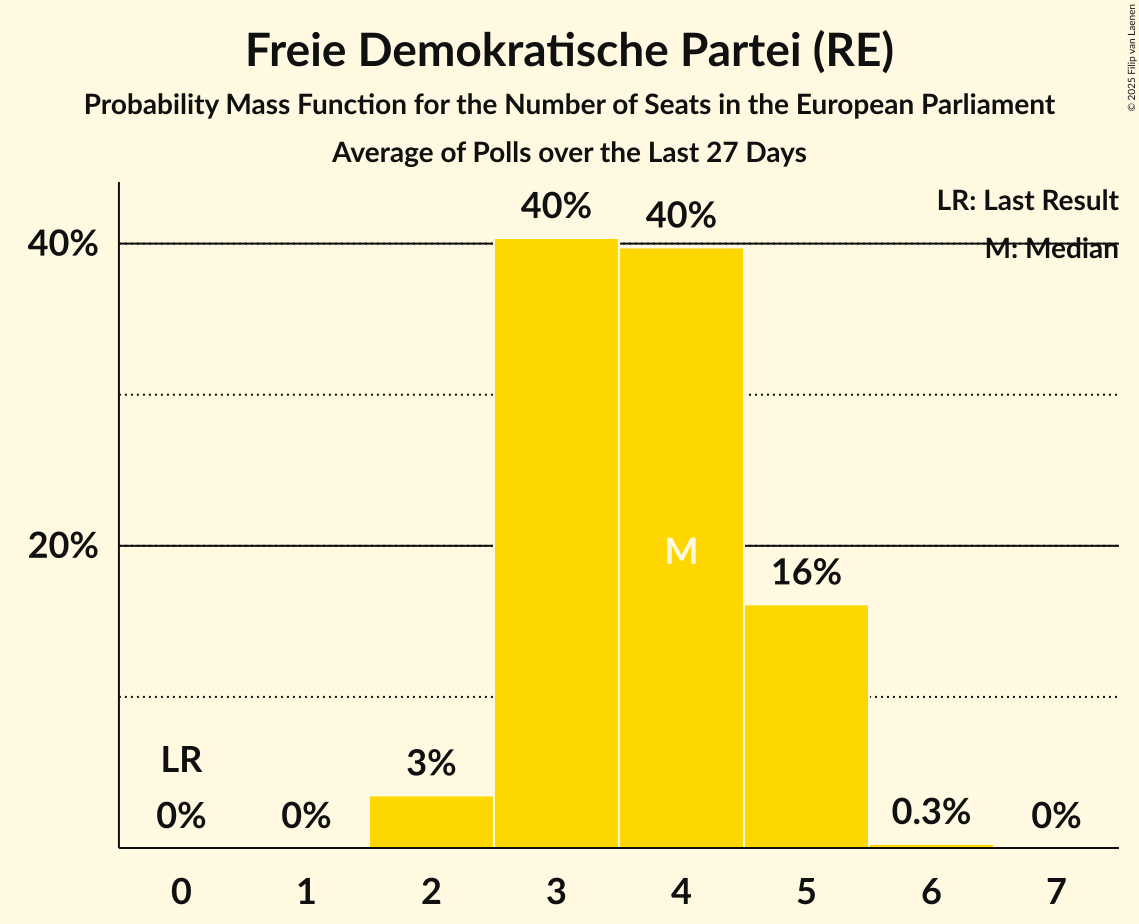 Freie Demokratische Partei (RE)
Probability Mass Function for the Number of Seats in the European Parliament
Average of Polls over the Last 27 Days
© 2025 Filip van Laenen
LR: Last Result
M: Median
40%
20%
LR
0%
0%
3%
40%
40%
M
16%
0.3%
0%
0 1 2 3 4 5 6 7